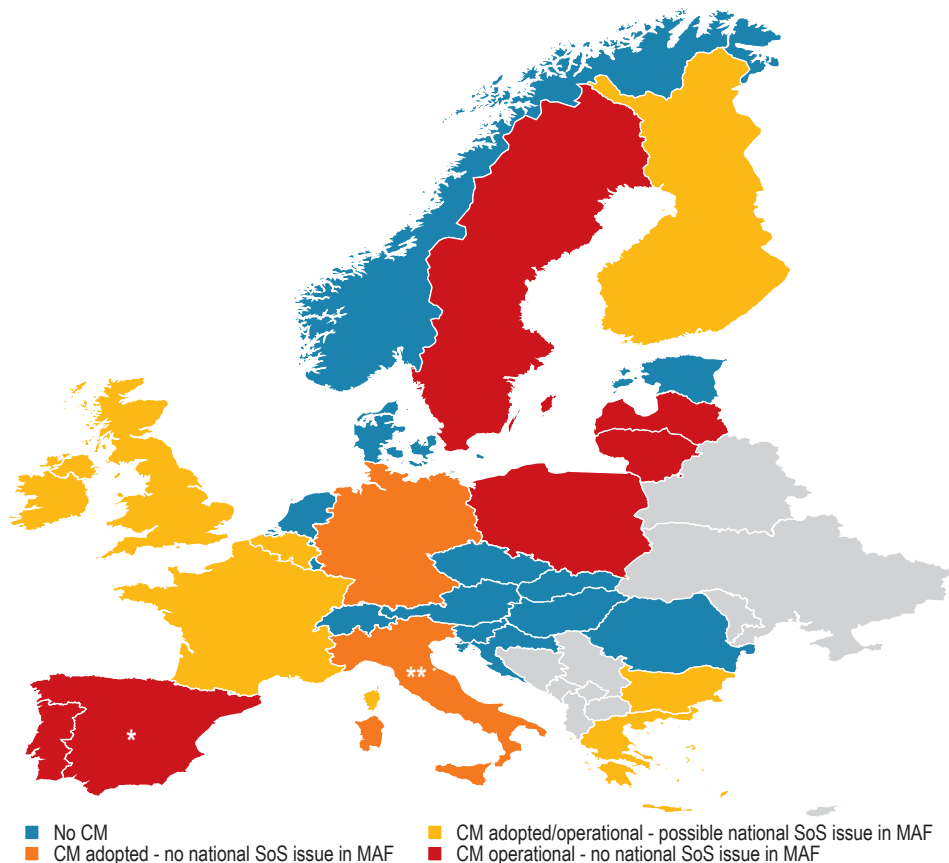 **
*
No CM
CM adopted - no national SoS issue in MAF
CM adopted/operational - possible national SoS issue in MAF
CM operational - no national SoS issue in MAF